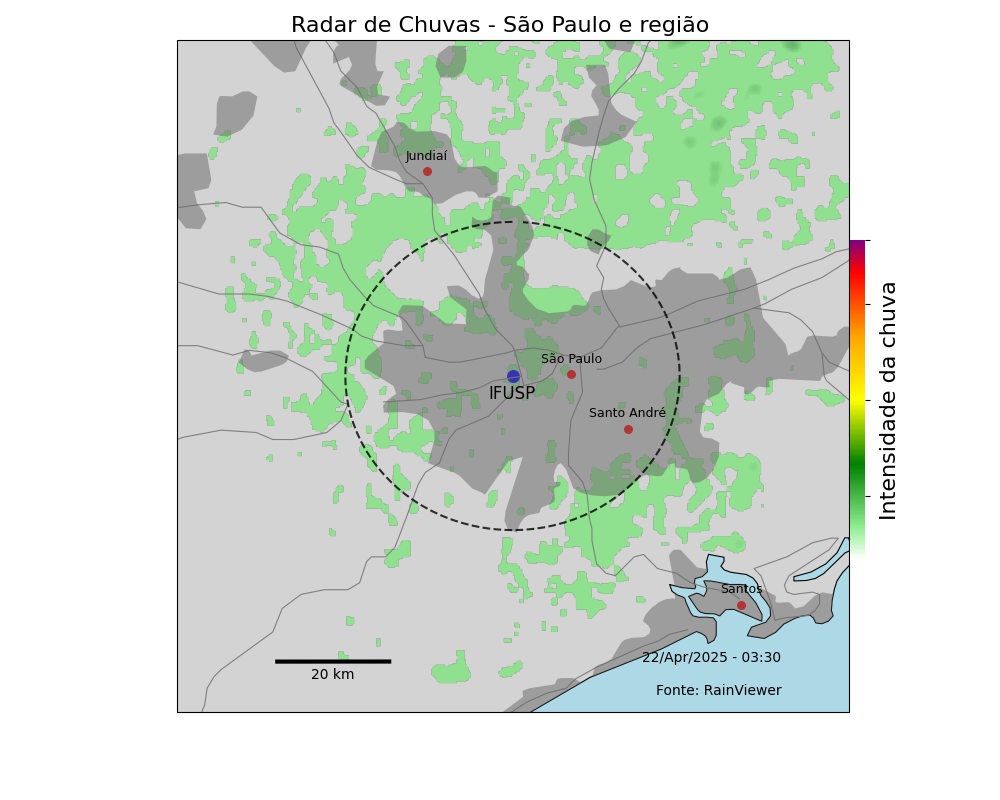 Radar de Chuvas - São Paulo e região
Jundiaí
São Paulo
IFUSP
Santo André
Intensidade da chuva
Santos
22/Apr/2025 - 03:30
20 km
Fonte: RainViewer